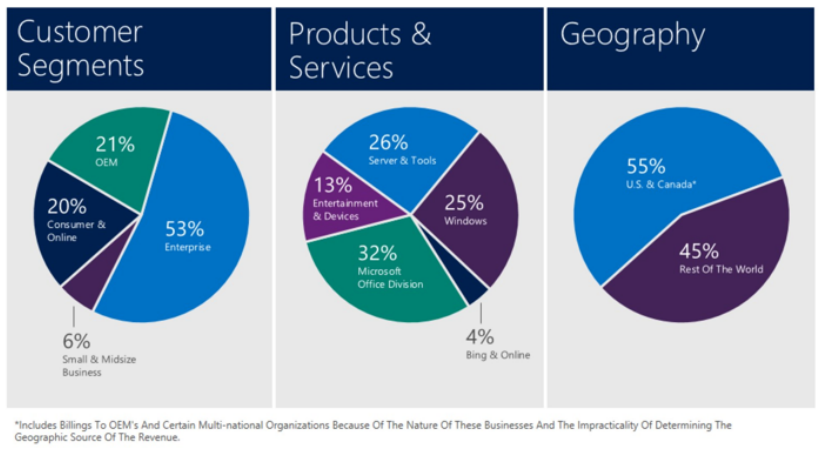 Customer
Segments
21%
OEM
20%
Consumer &
Online
53%
Enterprise
6%
Small & Midsize
Business
Products &
Services
26%
Server & Tools
13%
Entertainment
& Devices
25%
Windows
32%
Microsoft
Office Division
4%
Bing & Online
Geography
55%
U.S. & Canada*
45%
Rest Of The World
*Includes Billings To OEM's And Certain Multi-national Organizations Because Of The Nature Of These Businesses And The Impracticality Of Determining The
Geographic Source Of The Revenue.